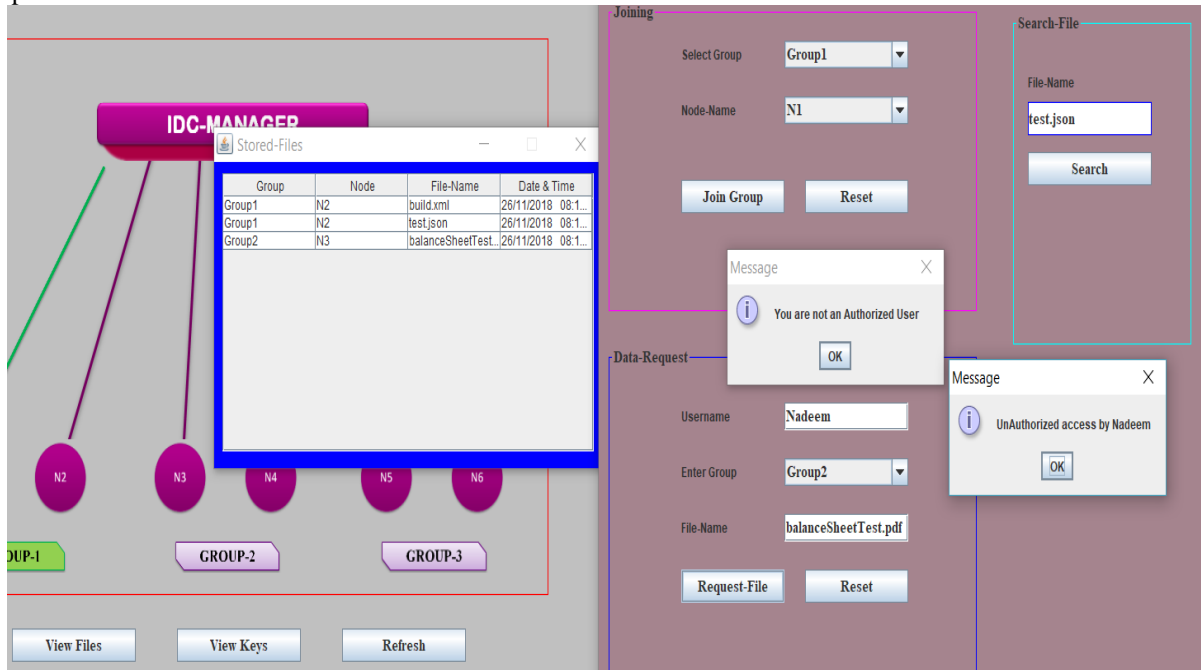 IDC-MANAGER
Stored-Files
Group Node File-Name Date & Time
Group1 N2 build.xml 26/11/2018 08:1...
Group1 N2 test.json 26/11/2018 08:1...
Group2 N3 balanceSheetTest... 26/11/2018 08:1...
N2 N3 N4 N5 N6
OUP-1 GROUP-2 GROUP-3
View Files View Keys Refresh
Joining
Select Group Group1
Node-Name N1
Join Group Reset
Search-File
File-Name
test.json
Search
Message
You are not an Authorized User
OK
Data-Request
Username Nadeem
Enter Group Group2
File-Name balanceSheetTest.pdf
Request-File Reset
Message
UnAuthorized access by Nadeem
OK